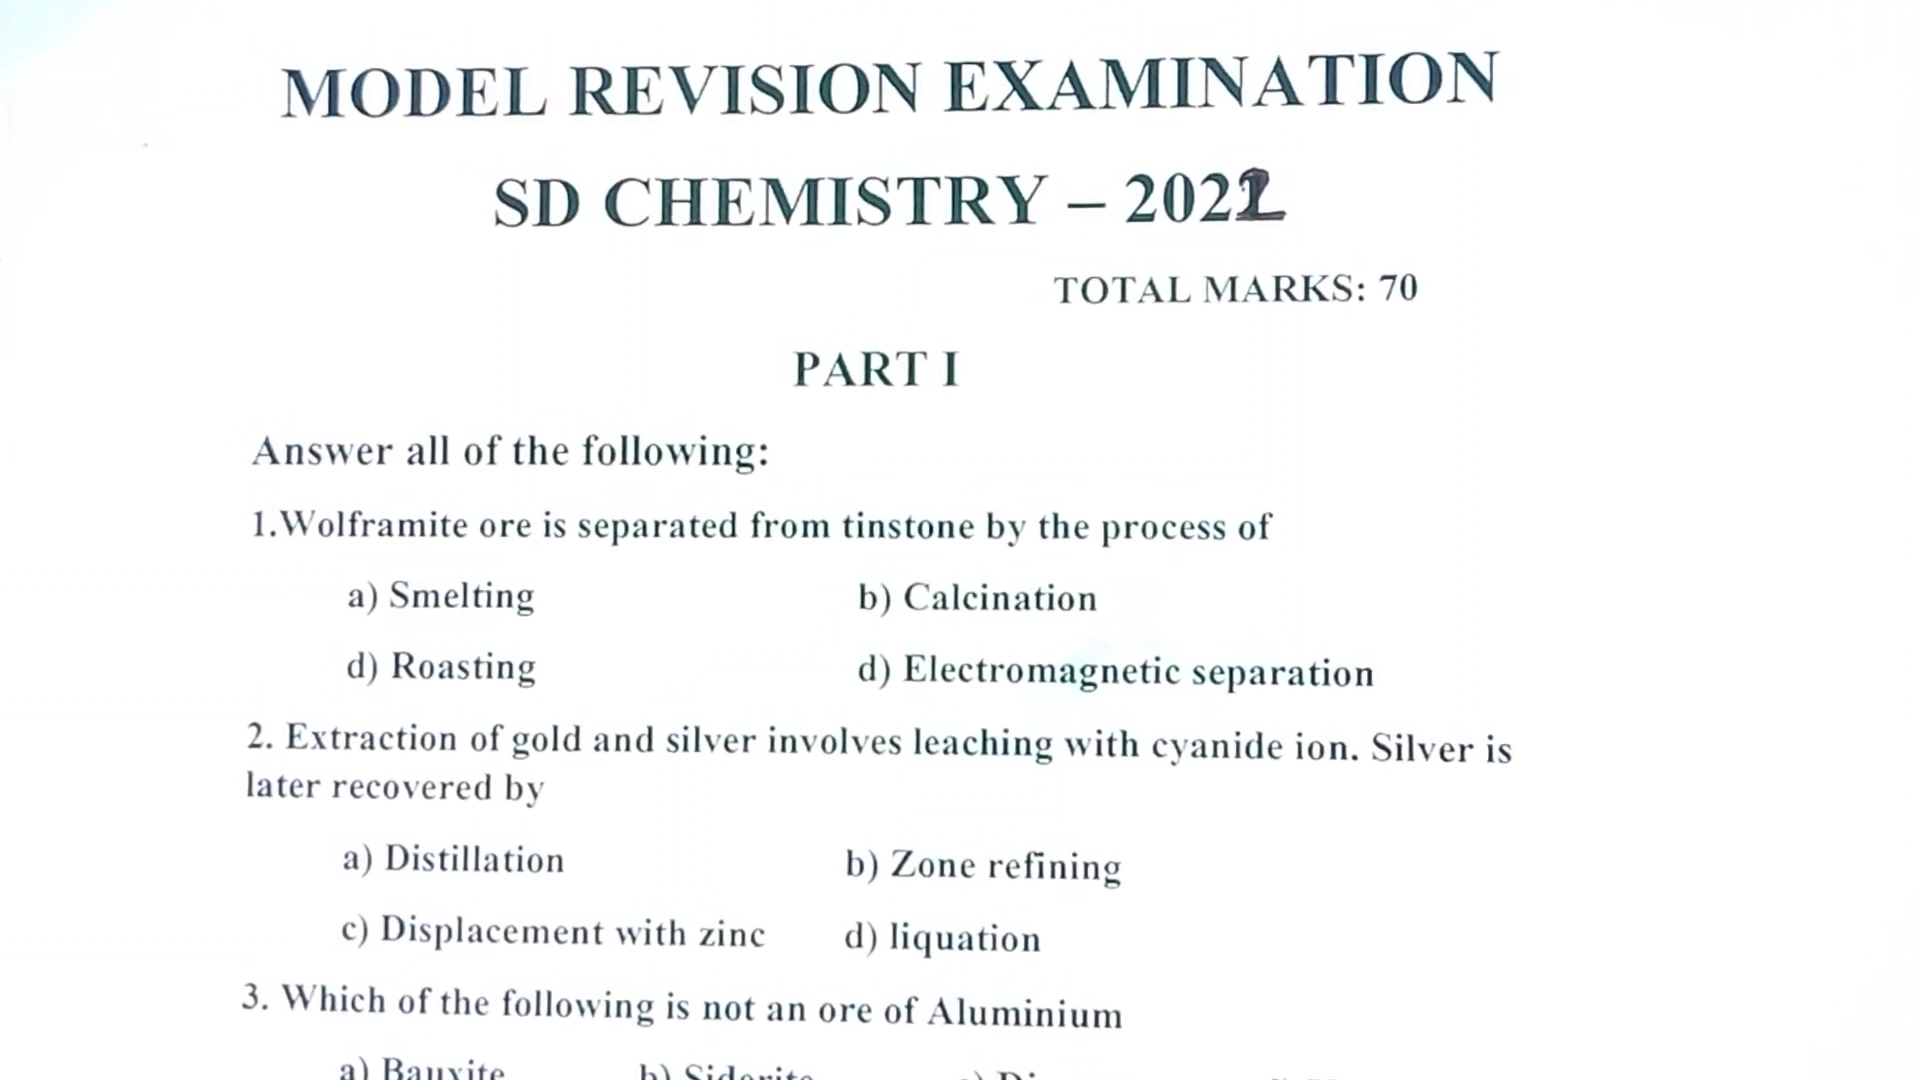 MODEL REVISION EXAMINATION
SD CHEMISTRY – 2022
TOTAL MARKS: 70
PART I
Answer all of the following:
1.Wolframite ore is separated from tinstone by the process of
a) Smelting b) Calcination
d) Roasting d) Electromagnetic separation
2. Extraction of gold and silver involves leaching with cyanide ion. Silver is
later recovered by
a) Distillation b) Zone refining
c) Displacement with zinc d) liquation
3. Which of the following is not an ore of Aluminium
a) Bauxite b) Siderite